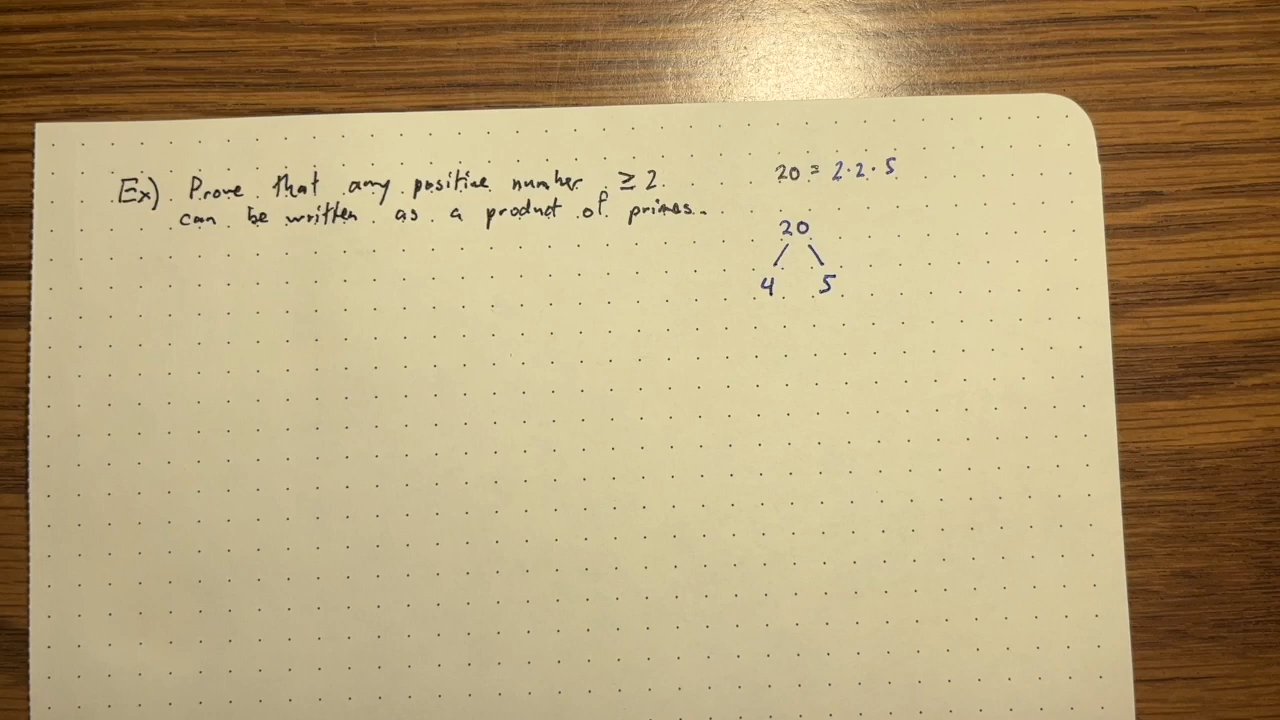 Ex) Prove that any positive number ≥ 2
can be written as a product of primes.
20 = 2·2·5
20
4 5